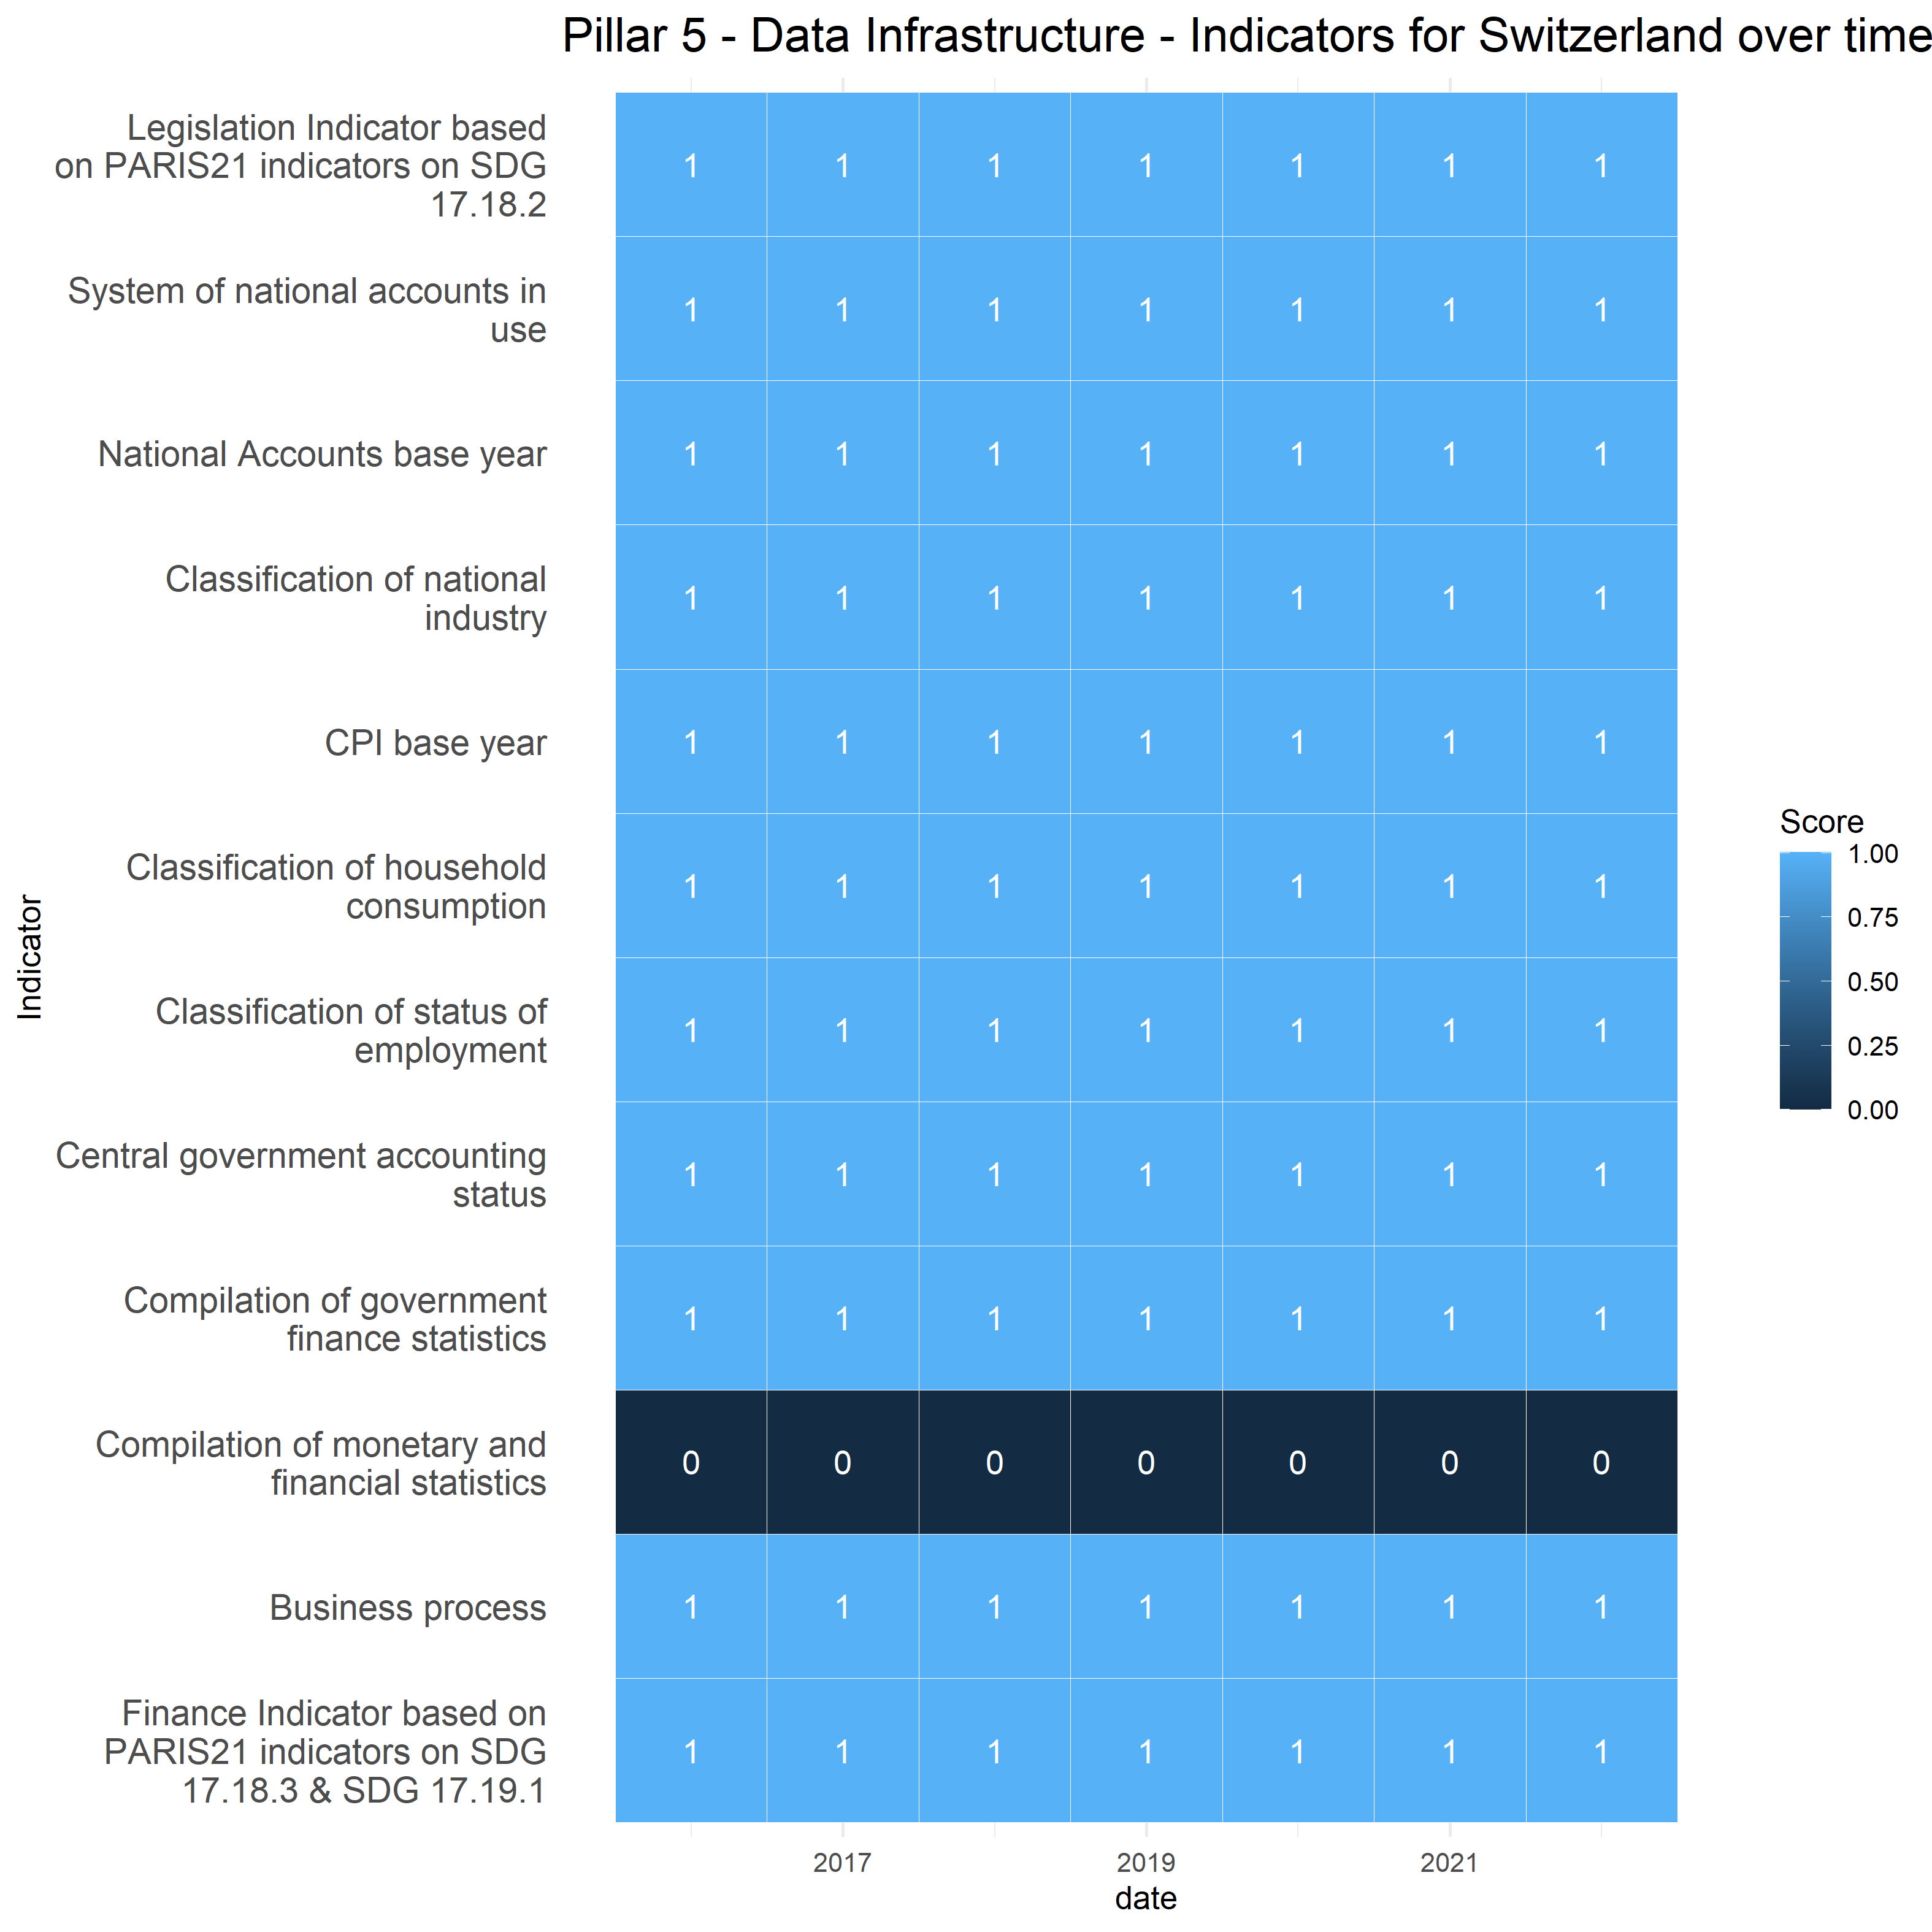 Pillar 5 - Data Infrastructure - Indicators for Switzerland over time
Legislation Indicator based
on PARIS21 indicators on SDG
17.18.2
1 1 1 1 1 1 1
System of national accounts in
use
1 1 1 1 1 1 1
National Accounts base year
1 1 1 1 1 1 1
Classification of national
industry
1 1 1 1 1 1 1
CPI base year
1 1 1 1 1 1 1
Classification of household
consumption
1 1 1 1 1 1 1
Classification of status of
employment
1 1 1 1 1 1 1
Central government accounting
status
1 1 1 1 1 1 1
Compilation of government
finance statistics
1 1 1 1 1 1 1
Compilation of monetary and
financial statistics
0 0 0 0 0 0 0
Business process
1 1 1 1 1 1 1
Finance Indicator based on
PARIS21 indicators on SDG
17.18.3 & SDG 17.19.1
1 1 1 1 1 1 1
Indicator
2017 2019 2021
date
Score
1.00
0.75
0.50
0.25
0.00